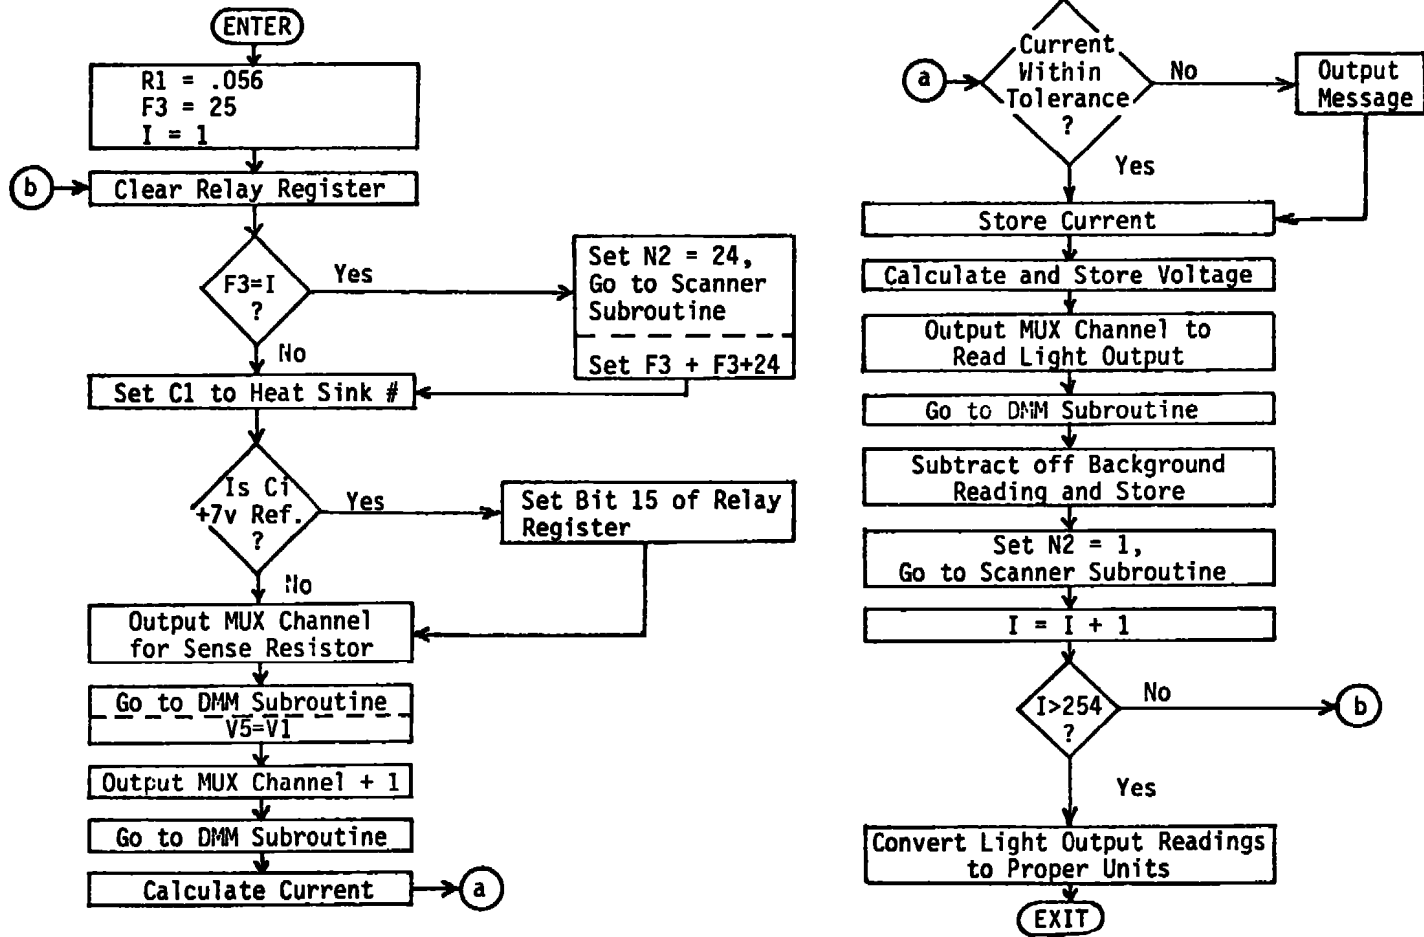 ENTER
R1 = .056
F3 = 25
I = 1
b
Clear Relay Register
F3=I
?
Yes
Set N2 = 24,
Go to Scanner
Subroutine
Set F3 + F3+24
No
Set C1 to Heat Sink #
Is Ci
+7v Ref.
?
Yes
Set Bit 15 of Relay
Register
No
Output MUX Channel
for Sense Resistor
Go to DMM Subroutine
V5=V1
Output MUX Channel + 1
Go to DMM Subroutine
Calculate Current
a
a
Current
Within
Tolerance
?
No
Output
Message
Yes
Store Current
Calculate and Store Voltage
Output MUX Channel to
Read Light Output
Go to DMM Subroutine
Subtract off Background
Reading and Store
Set N2 = 1,
Go to Scanner Subroutine
I = I + 1
I>254
?
No
b
Yes
Convert Light Output Readings
to Proper Units
EXIT